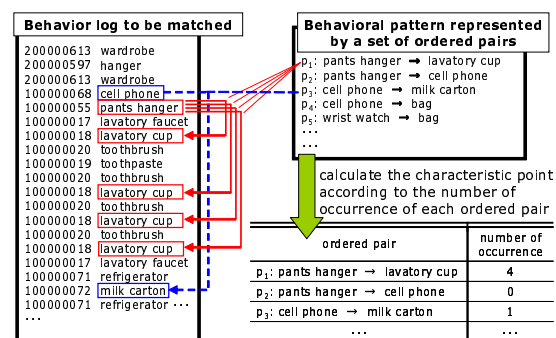 Behavior log to be matched
200000613 wardrobe
200000597 hanger
200000613 wardrobe
100000068 cell phone
100000055 pants hanger
100000017 lavatory faucet
100000018 lavatory cup
100000020 toothbrush
100000019 toothpaste
100000020 toothbrush
100000018 lavatory cup
100000020 toothbrush
100000018 lavatory cup
100000020 toothbrush
100000018 lavatory cup
100000017 lavatory faucet
100000071 refrigerator
100000072 milk carton
100000071 refrigerator ...
...
Behavioral pattern represented
by a set of ordered pairs
p1: pants hanger → lavatory cup
p2: pants hanger → cell phone
p3: cell phone → milk carton
p4: cell phone → bag
p5: wrist watch → bag
...
...
calculate the characteristic point
according to the number of
occurrence of each ordered pair
ordered pair number of occurrence
p1: pants hanger → lavatory cup 4
p2: pants hanger → cell phone 0
p3: cell phone → milk carton 1
... ...